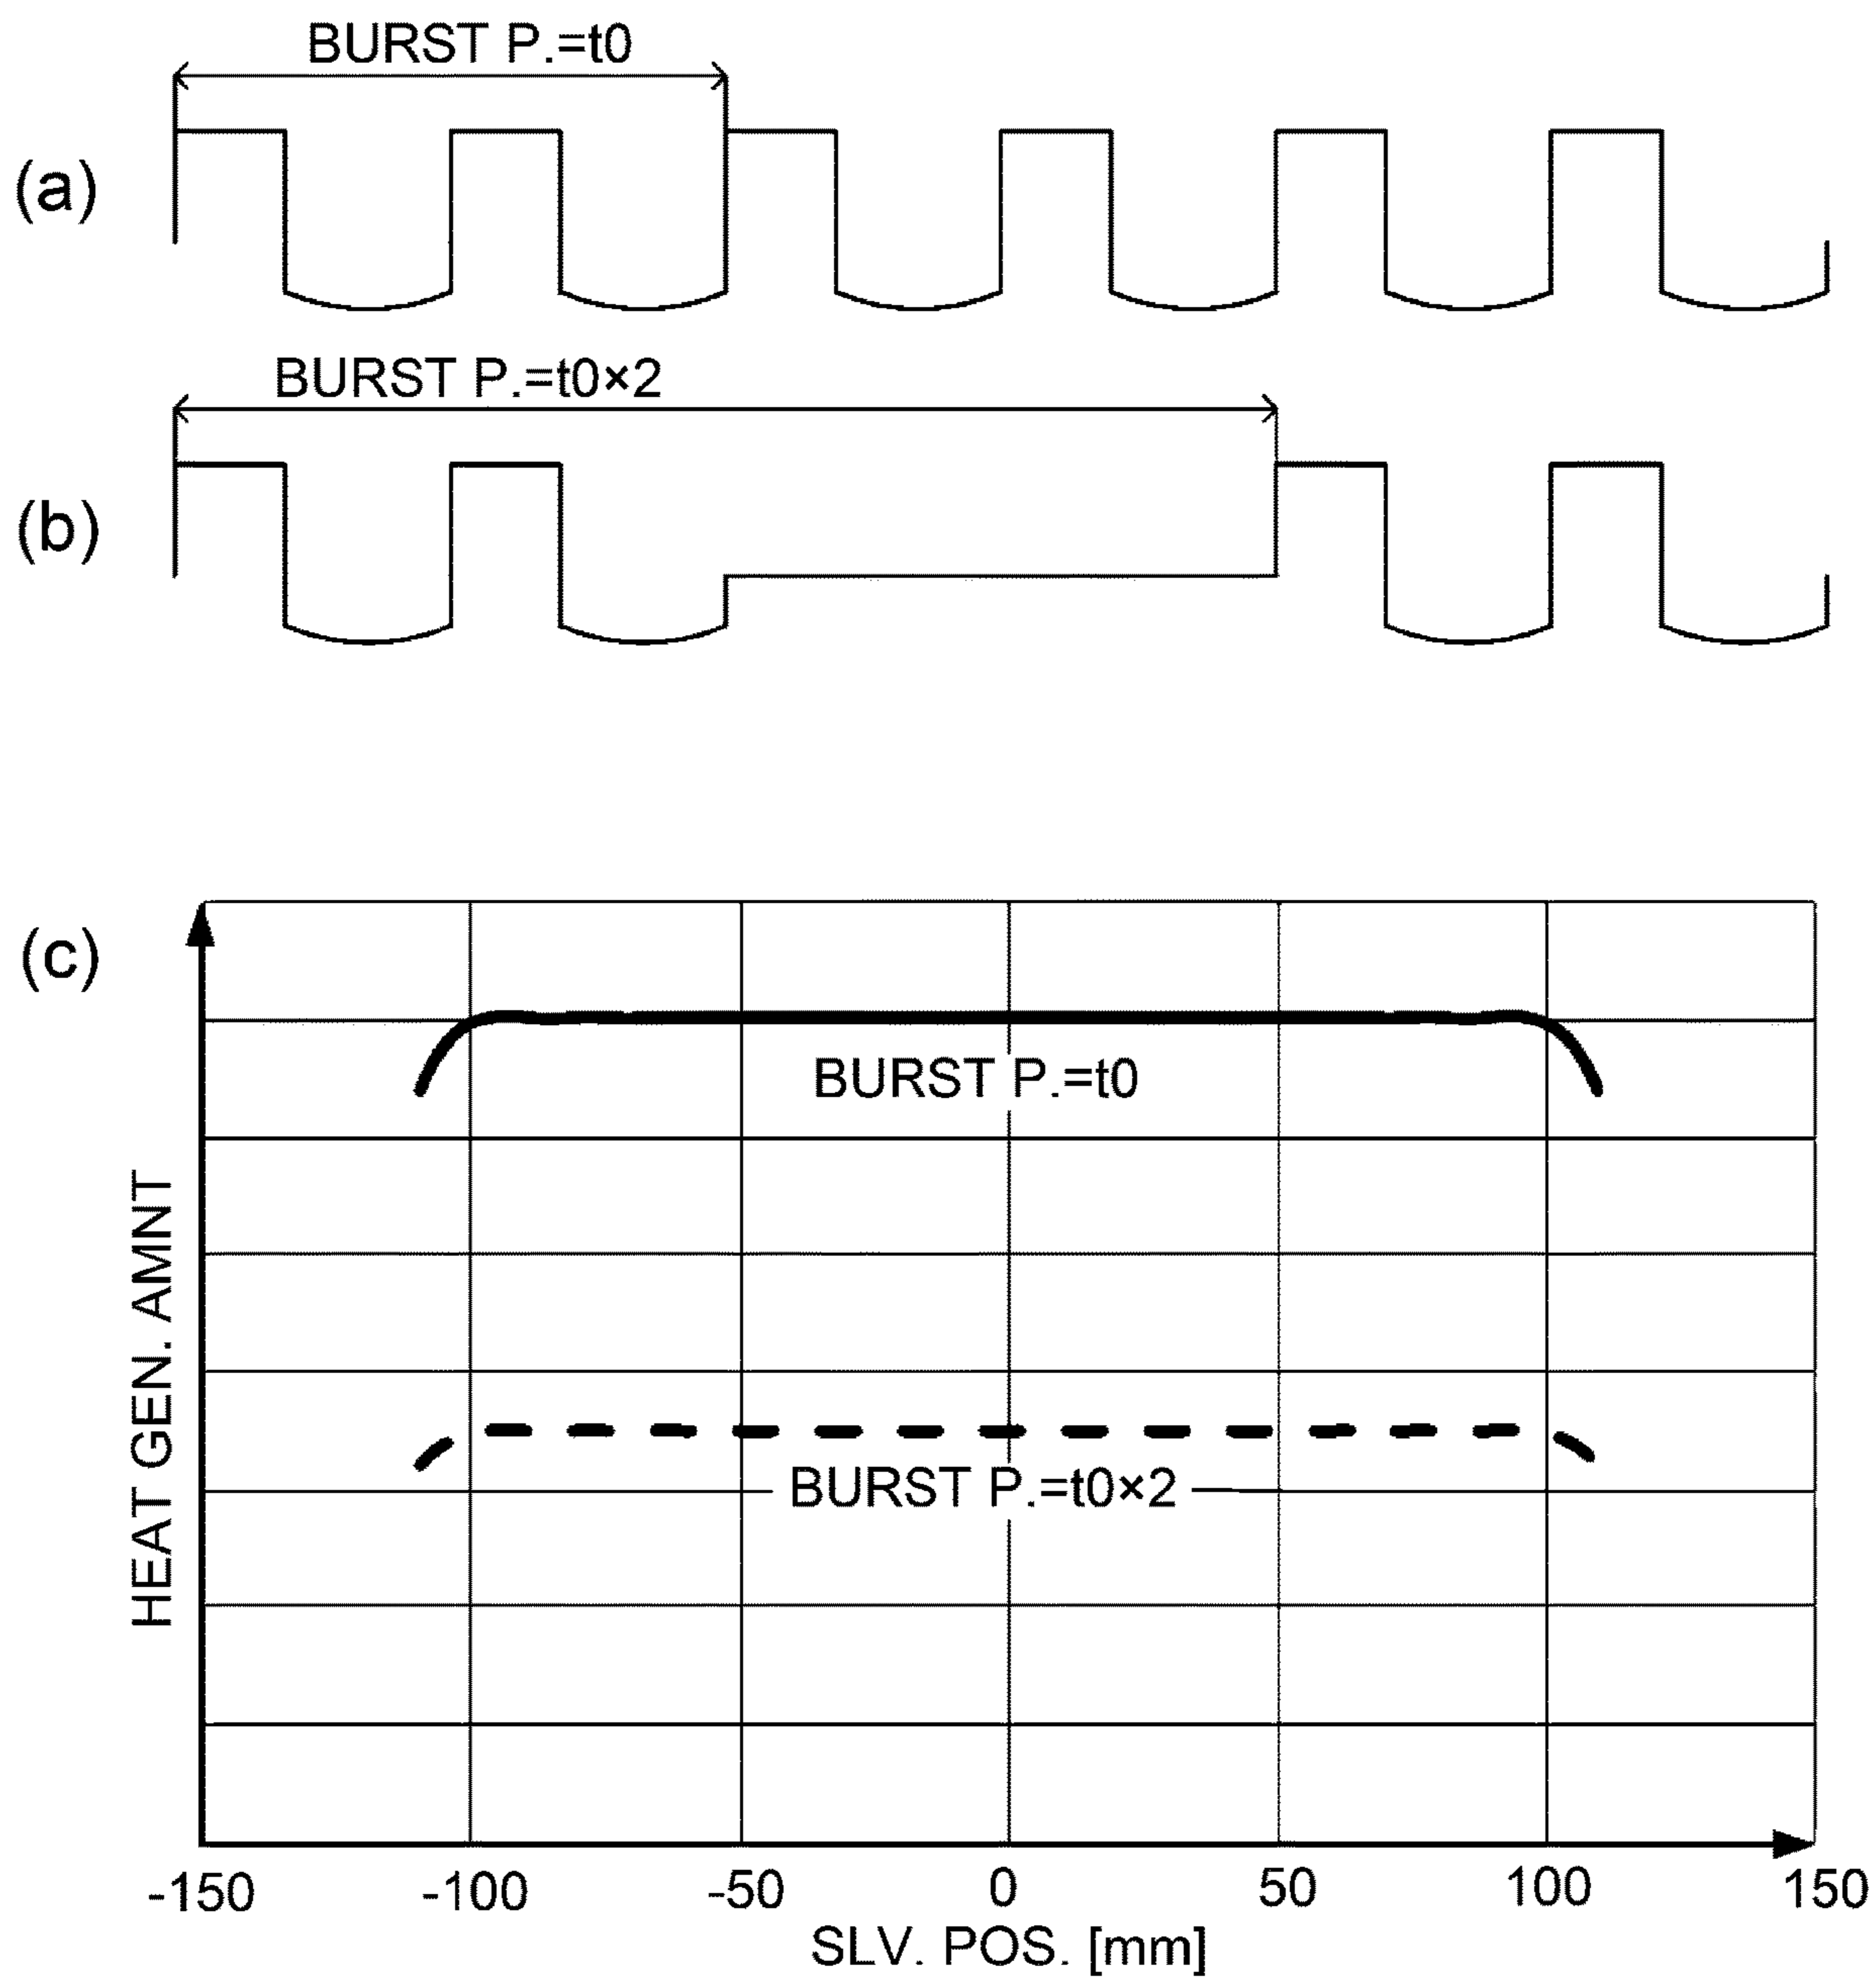 BURST P.=t0
(a)
BURST P.=t0×2
(b)
(c)
BURST P.=t0
BURST P.=t0×2
HEAT GEN. AMNT
-150 -100 -50 0 50 100 150
SLV. POS. [mm]